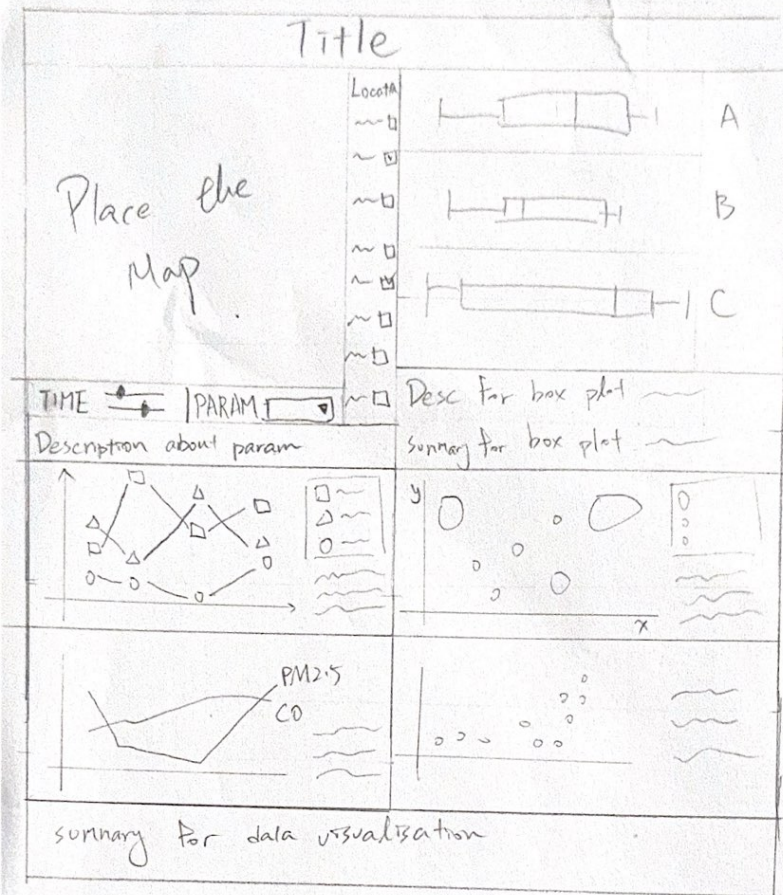 Title
Place the
Map.
Locatn
A
B
C
TIME
PARAM
Description about param
Desc for box plot
summary for box plot
y
x
PM2.5
CO
summary for data visualisation